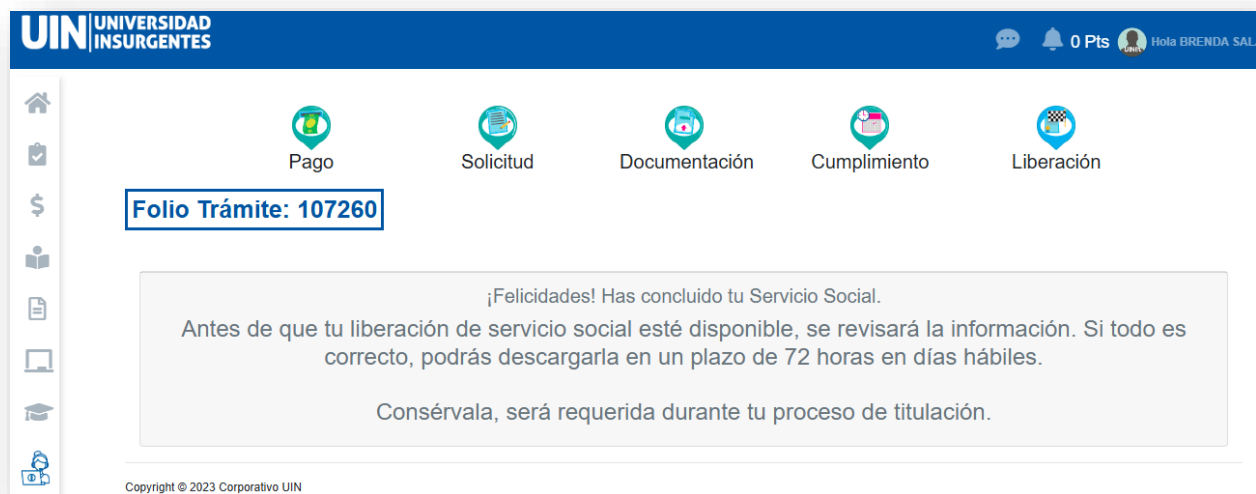 UIN UNIVERSIDAD
INSURGENTES
0 Pts
Hola BRENDA SAL
Pago
Solicitud
Documentación
Cumplimiento
Liberación
Folio Trámite: 107260
¡Felicidades! Has concluido tu Servicio Social.
Antes de que tu liberación de servicio social esté disponible, se revisará la información. Si todo es
correcto, podrás descargarla en un plazo de 72 horas en días hábiles.
Consérvala, será requerida durante tu proceso de titulación.
Copyright © 2023 Corporativo UIN